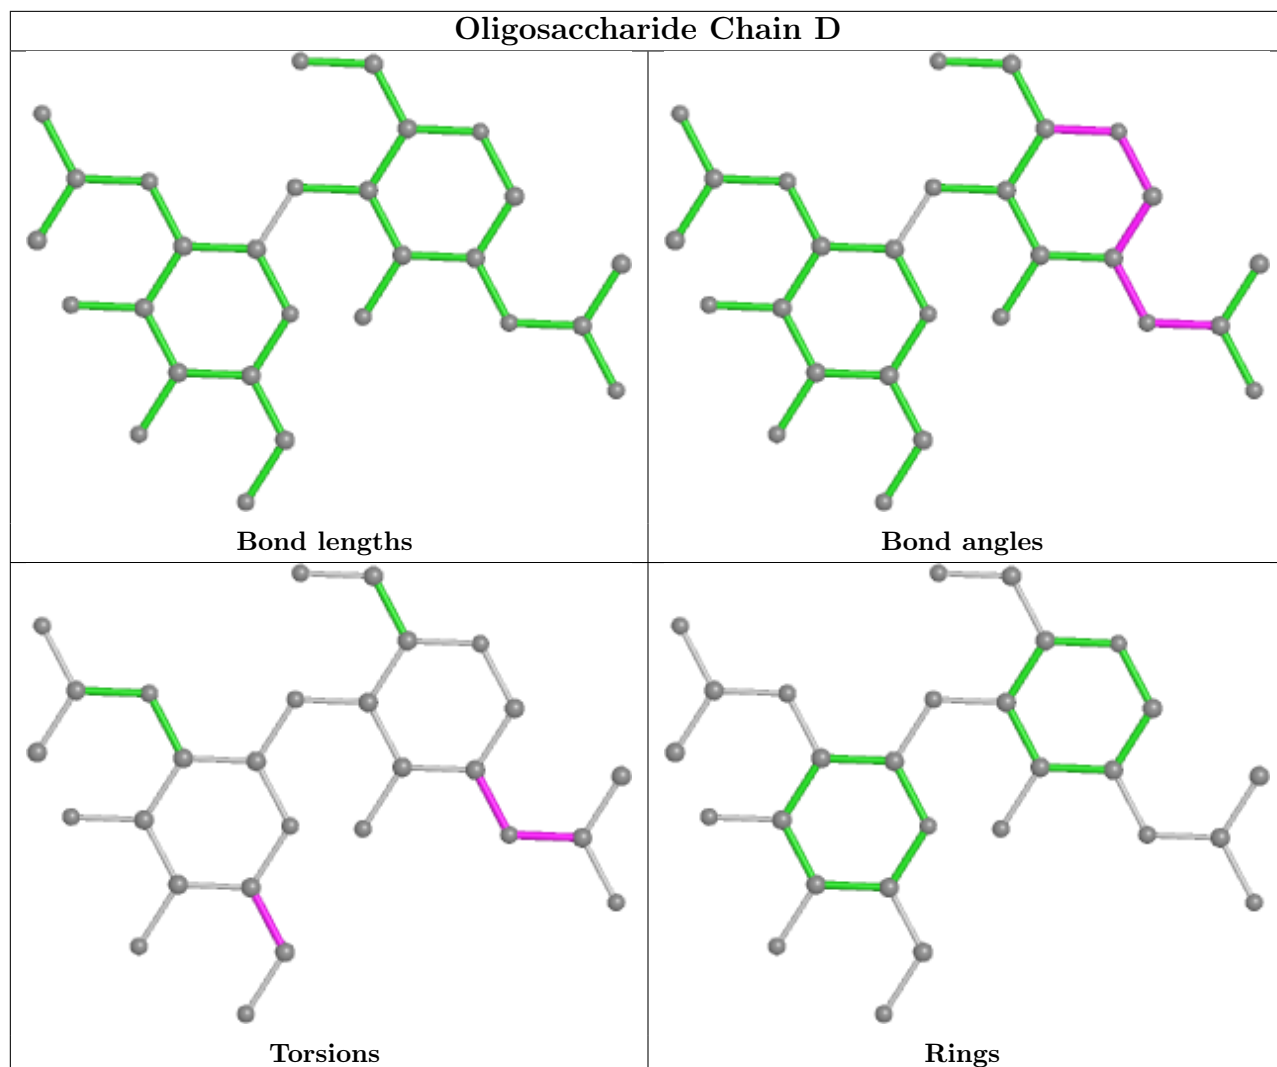 Oligosaccharide Chain D
Bond lengths
Bond angles
Torsions
Rings